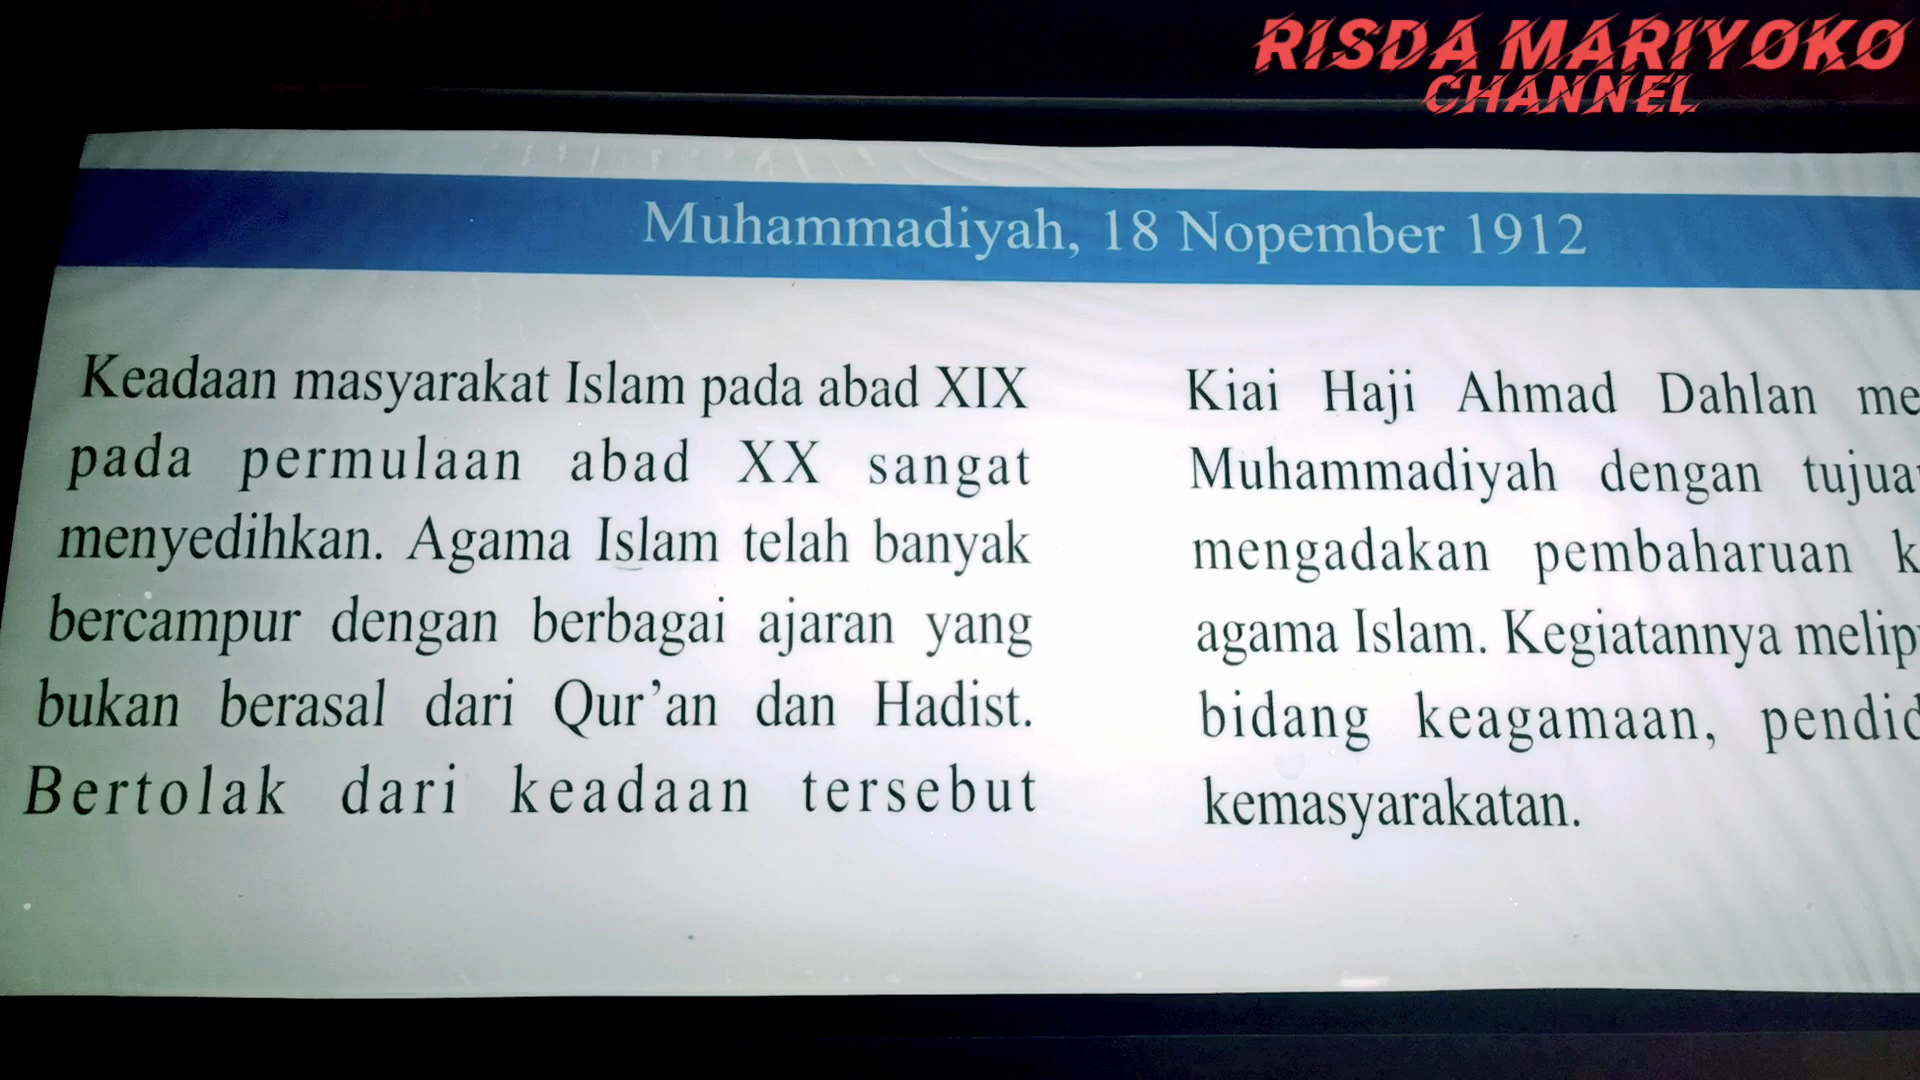 RISDA MARIYOKO
CHANNEL
Muhammadiyah, 18 Nopember 1912
Keadaan masyarakat Islam pada abad XIX
pada permulaan abad XX sangat
menyedihkan. Agama Islam telah banyak
bercampur dengan berbagai ajaran yang
bukan berasal dari Qur'an dan Hadist.
Bertolak dari keadaan tersebut
Kiai Haji Ahmad Dahlan
Muhammadiyah dengan
mengadakan pembaharuan
agama Islam. Kegiatannya
bidang keagamaan,
kemasyarakatan.